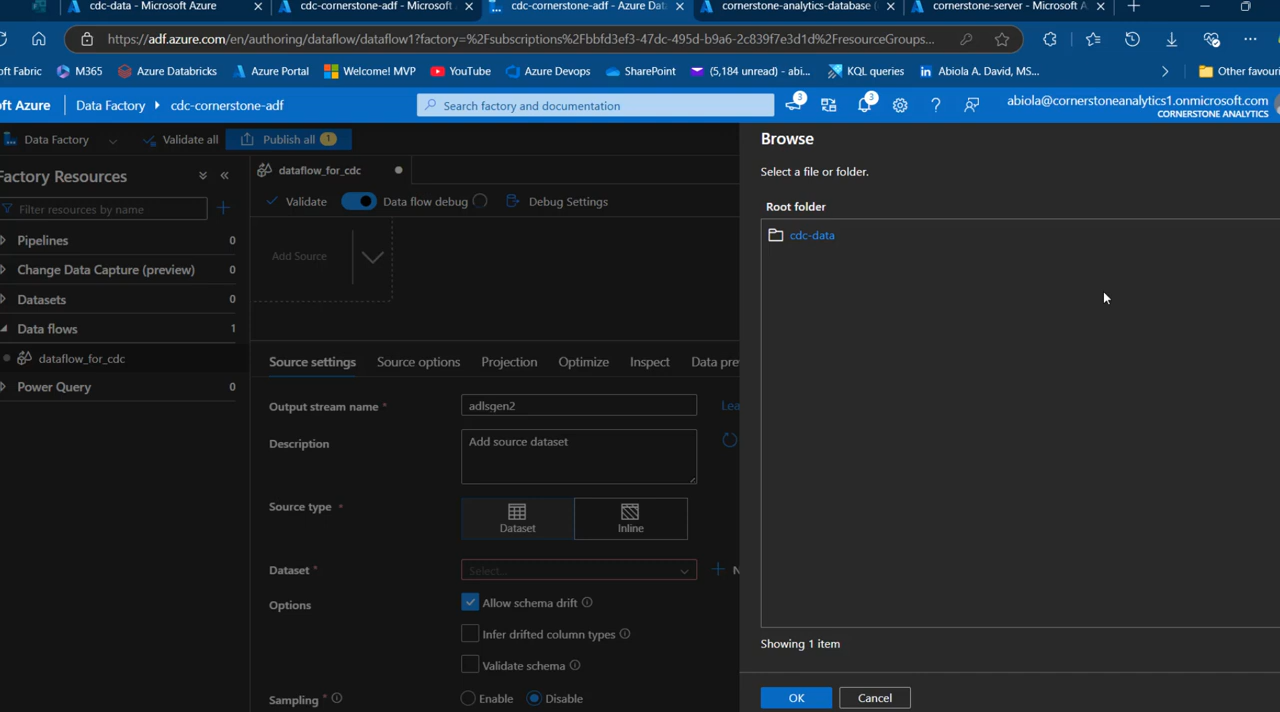 cdc-data - Microsoft Azure
cdc-cornerstone-adf - Microsoft
cdc-cornerstone-adf - Azure Dat
cornerstone-analytics-database (
cornerstone-server - Microsoft A
https://adf.azure.com/en/authoring/dataflow/dataflow1?factory=%2Fsubscriptions%2Fbbfd3ef3-47dc-495d-b9a6-2c839f7e3d1d%2FresourceGroups...
oft Fabric
M365
Azure Databricks
Azure Portal
Welcome! MVP
YouTube
Azure Devops
SharePoint
(5,184 unread) - abi...
KQL queries
Abiola A. David, MS...
Other favouri
oft Azure
Data Factory
cdc-cornerstone-adf
Search factory and documentation
3
3
abiola@cornerstoneanalytics1.onmicrosoft.com
CORNERSTONE ANALYTICS
Data Factory
Validate all
Publish all 1
Factory Resources
Filter resources by name
Pipelines 0
Change Data Capture (preview) 0
Datasets 0
Data flows 1
dataflow_for_cdc
Power Query 0
dataflow_for_cdc
Validate
Data flow debug
Debug Settings
Add Source
Source settings
Source options
Projection
Optimize
Inspect
Data pre
Output stream name *
adlsgen2
Lea
Description
Add source dataset
Source type *
Dataset
Inline
Dataset *
Select...
N
Options
Allow schema drift
Infer drifted column types
Validate schema
Sampling *
Enable
Disable
Browse
Select a file or folder.
Root folder
cdc-data
Showing 1 item
OK
Cancel